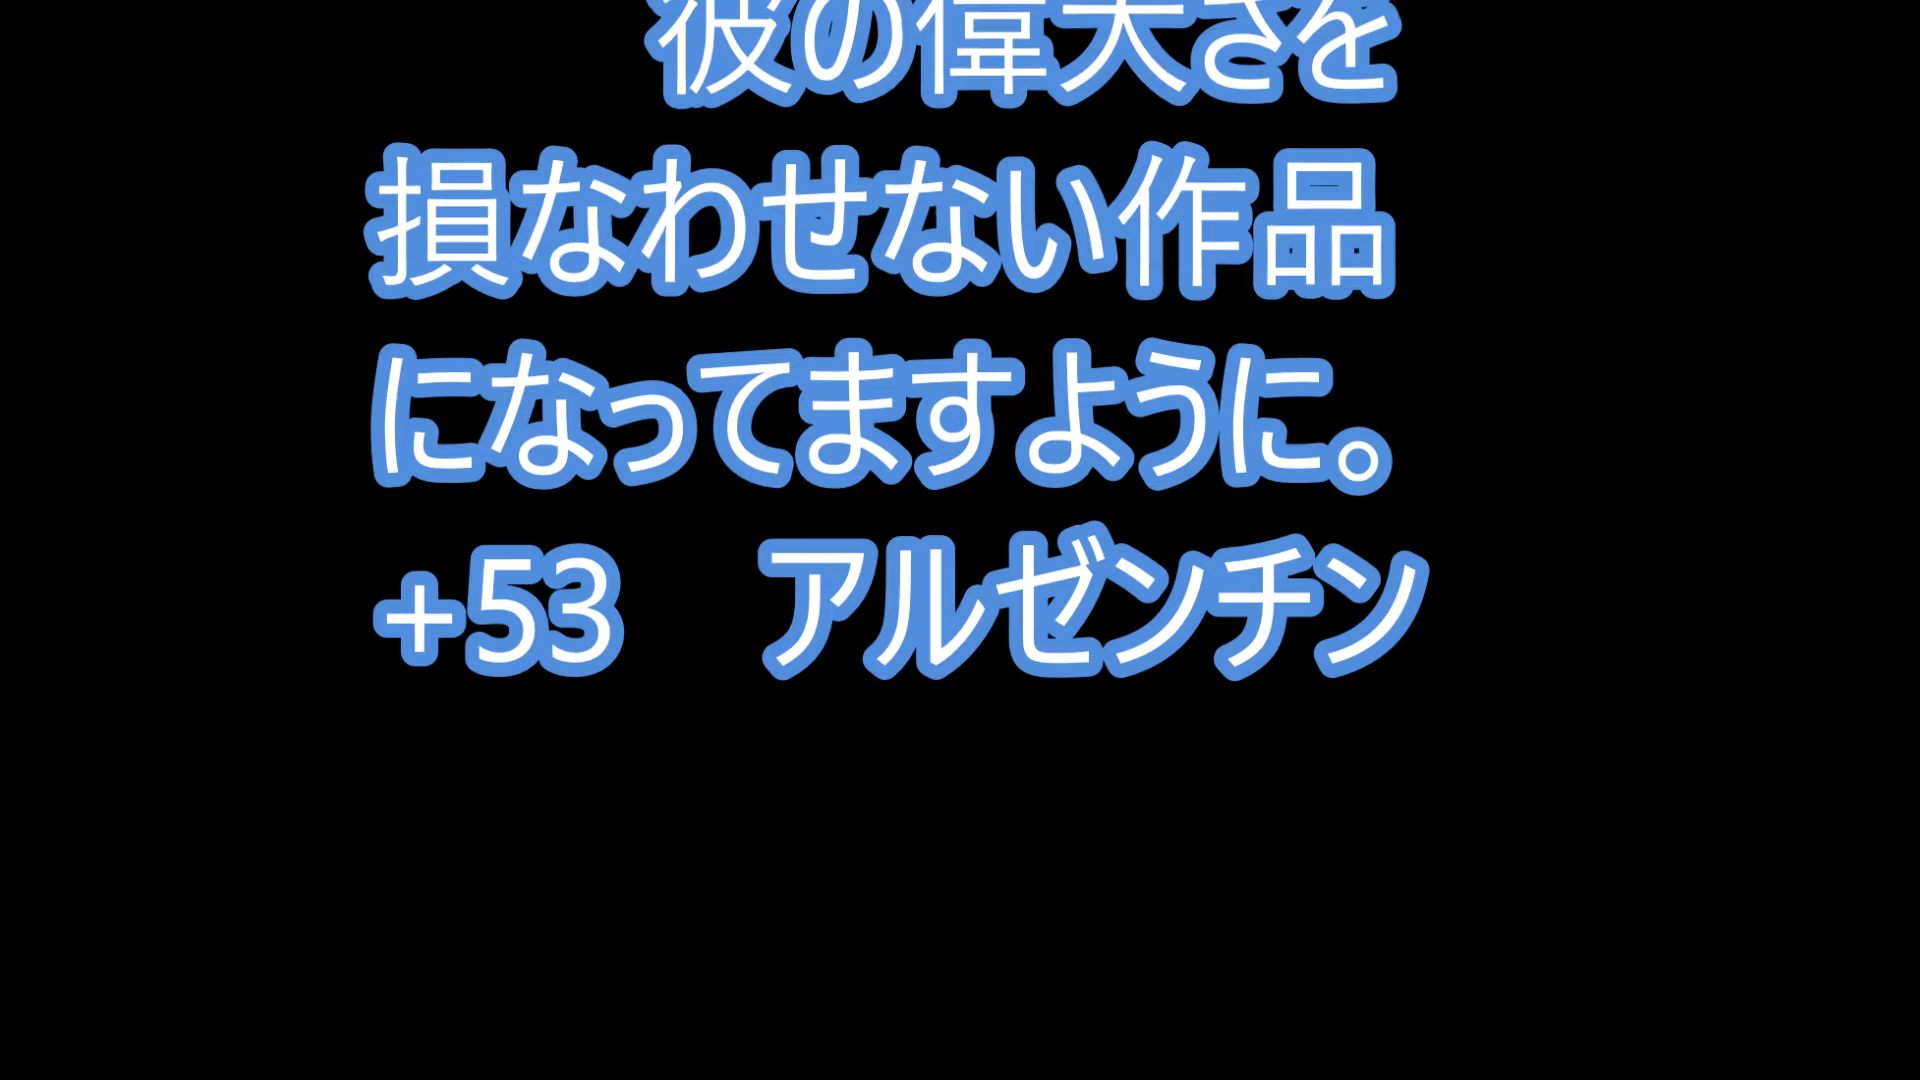 彼の偉大さを
損なわせない作品
になってますように。
+53　アルゼンチン